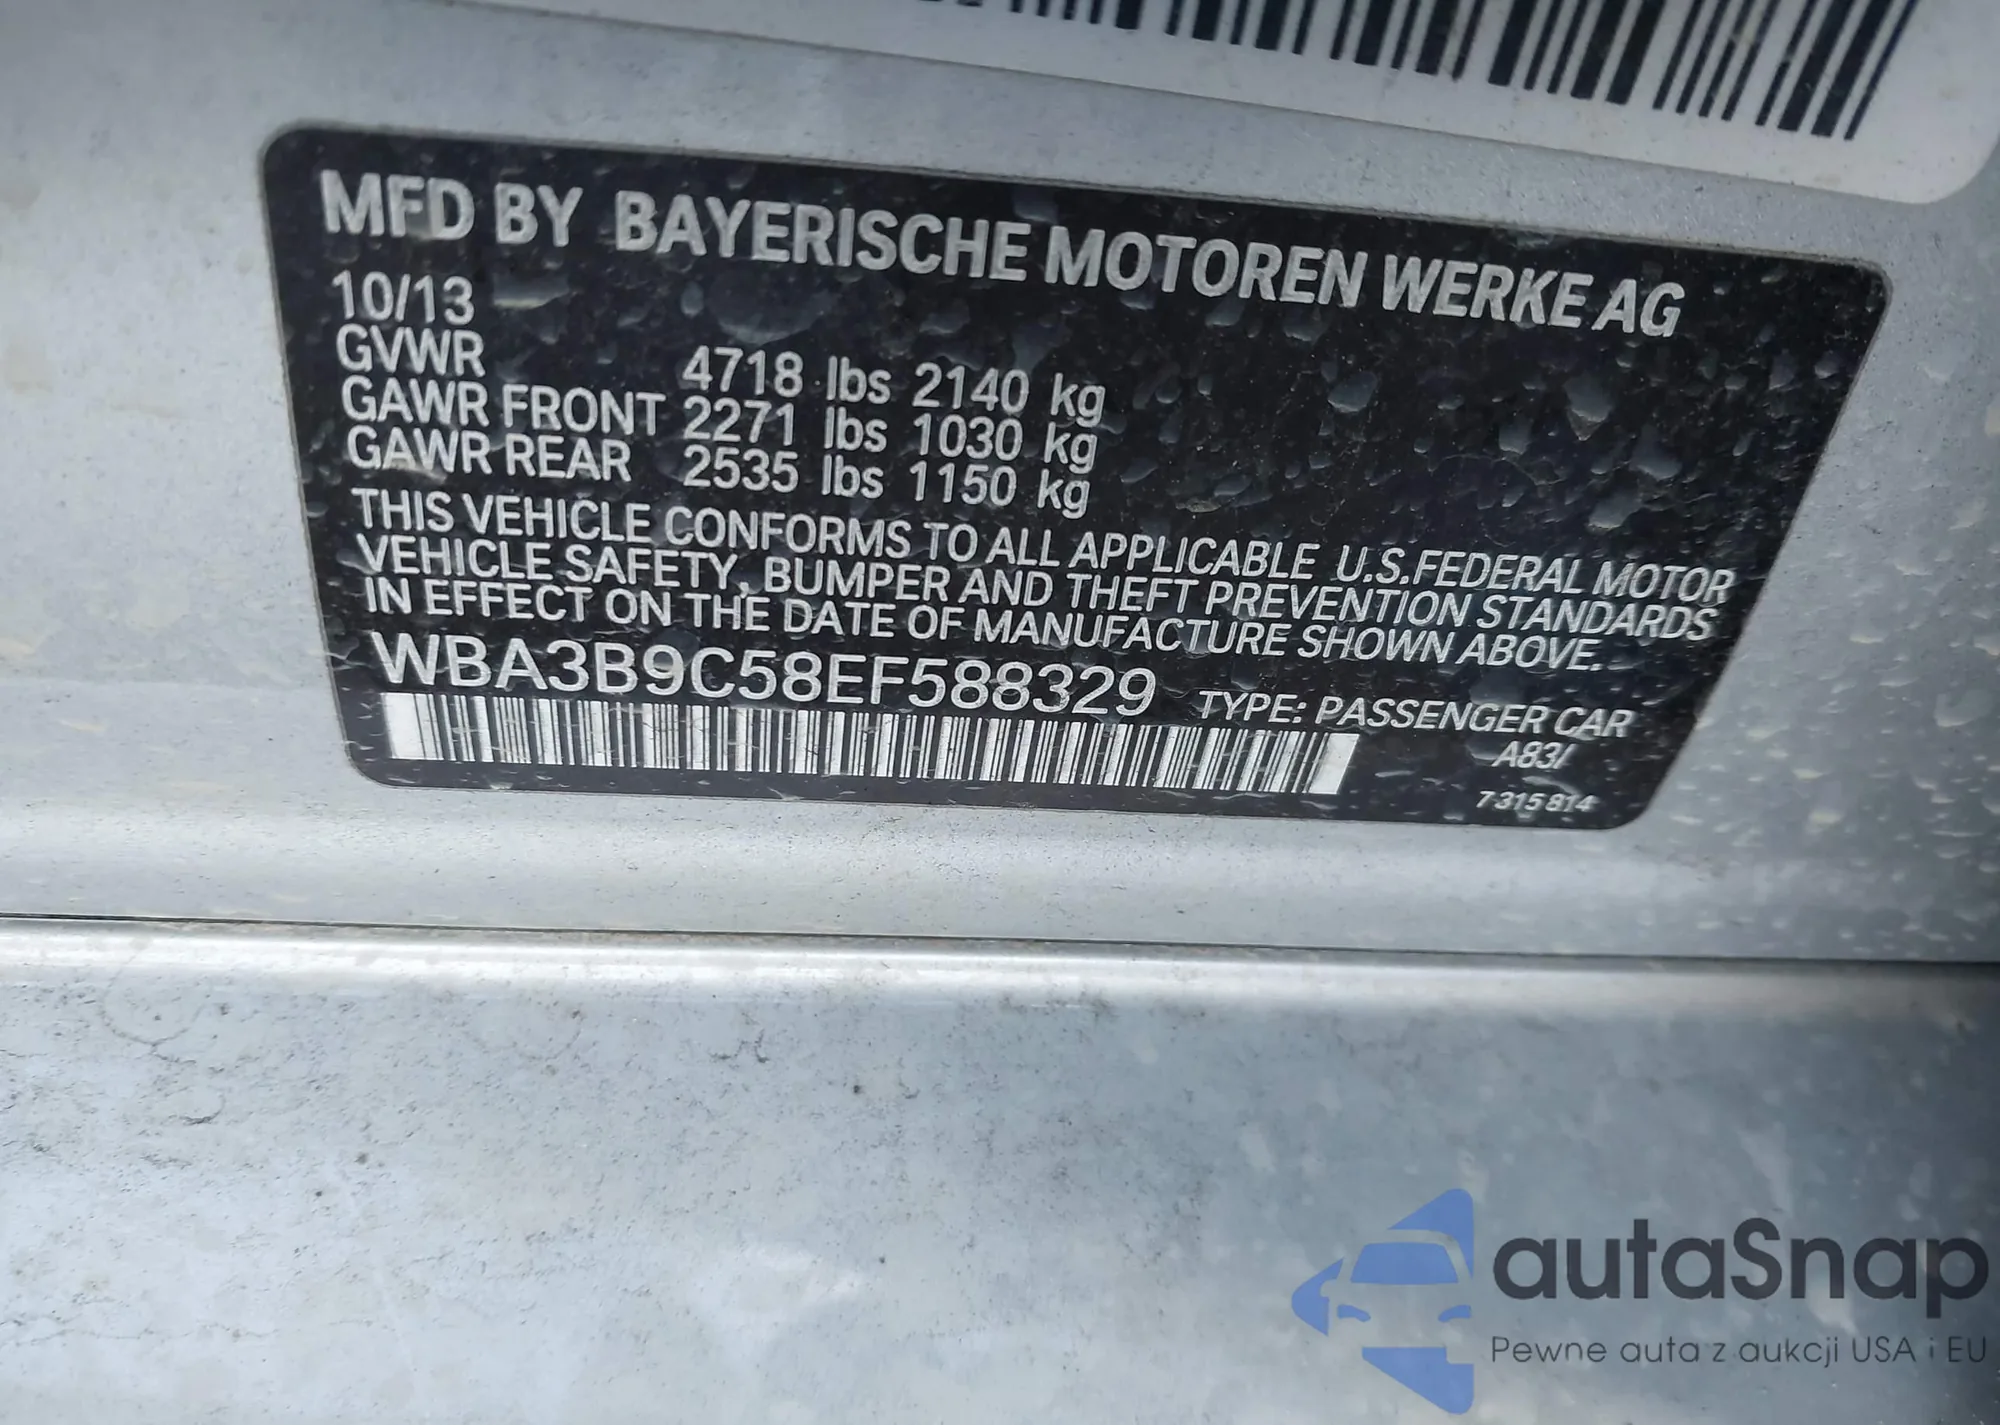 MFD BY BAYERISCHE MOTOREN WERKE AG
10/13
GVWR 4718 lbs 2140 kg
GAWR FRONT 2271 lbs 1030 kg
GAWR REAR 2535 lbs 1150 kg
THIS VEHICLE CONFORMS TO ALL APPLICABLE U.S.FEDERAL MOTOR
VEHICLE SAFETY, BUMPER AND THEFT PREVENTION STANDARDS
IN EFFECT ON THE DATE OF MANUFACTURE SHOWN ABOVE.
WBA3B9C58EF588329 TYPE: PASSENGER CAR
A83/
7315814
autaSnap
Pewne auta z aukcji USA i EU